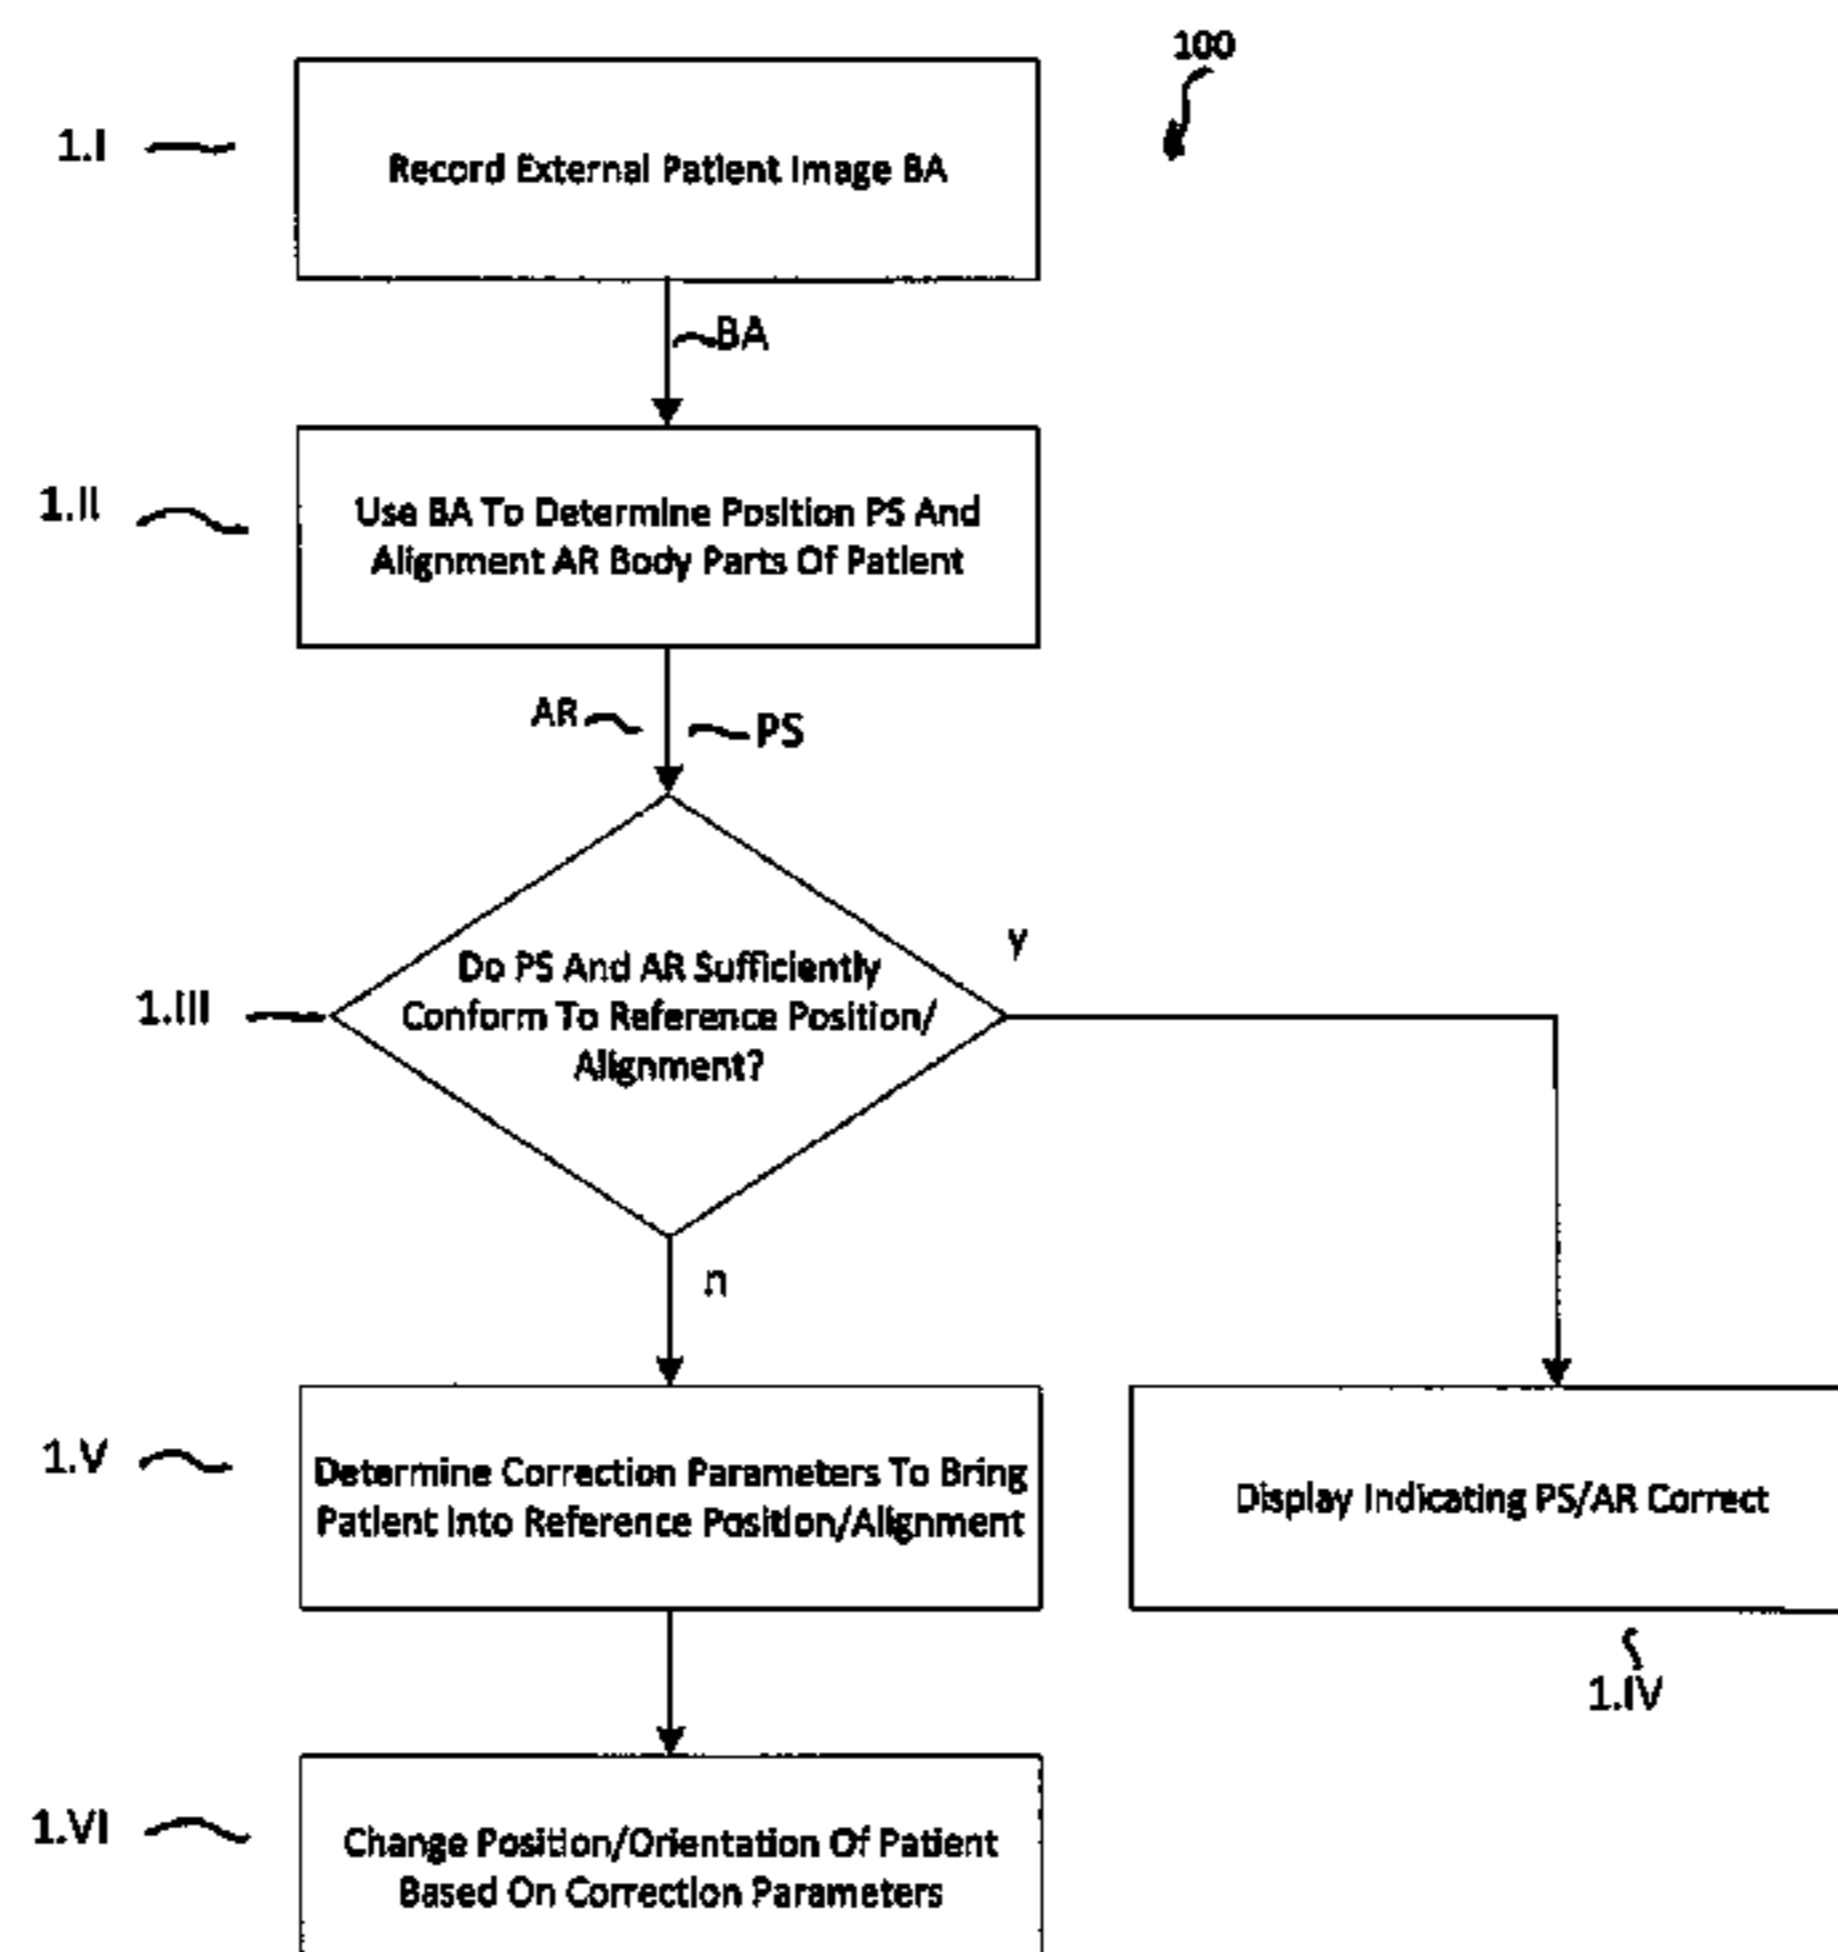 100
1.I
Record External Patient Image BA
BA
1.II
Use BA To Determine Position PS And
Alignment AR Body Parts Of Patient
AR
PS
1.III
Do PS And AR Sufficiently
Conform To Reference Position/
Alignment?
y
n
1.V
Determine Correction Parameters To Bring
Patient Into Reference Position/Alignment
Display Indicating PS/AR Correct
1.IV
1.VI
Change Position/Orientation Of Patient
Based On Correction Parameters